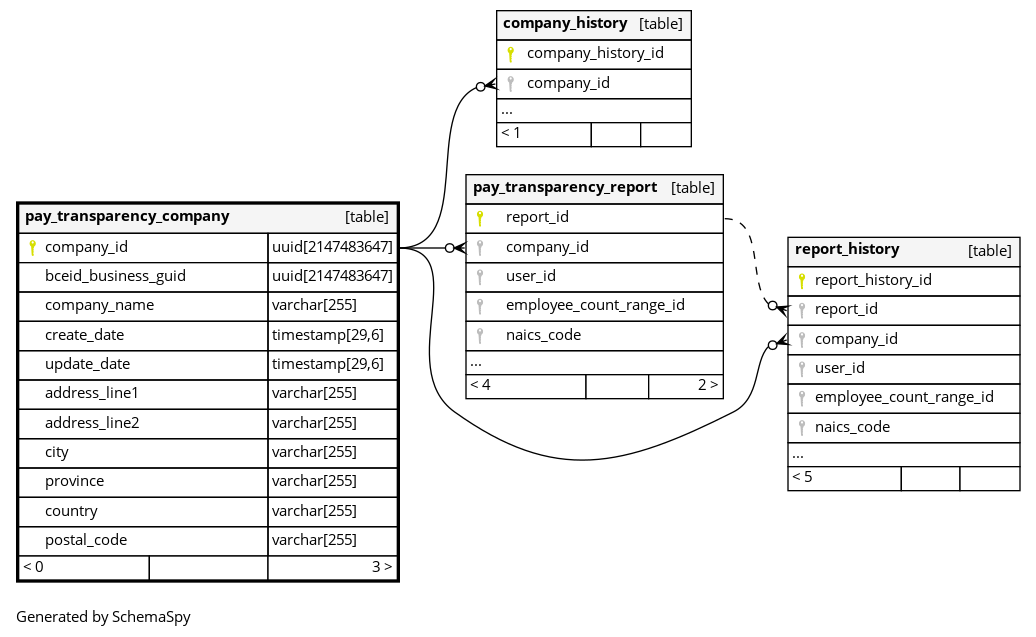 company_history [table]
company_history_id
company_id
...
< 1
pay_transparency_report [table]
report_id
company_id
user_id
employee_count_range_id
naics_code
...
< 4 2 >
pay_transparency_company [table]
company_id uuid[2147483647]
bceid_business_guid uuid[2147483647]
company_name varchar[255]
create_date timestamp[29,6]
update_date timestamp[29,6]
address_line1 varchar[255]
address_line2 varchar[255]
city varchar[255]
province varchar[255]
country varchar[255]
postal_code varchar[255]
< 0 3 >
report_history [table]
report_history_id
report_id
company_id
user_id
employee_count_range_id
naics_code
...
< 5
Generated by SchemaSpy